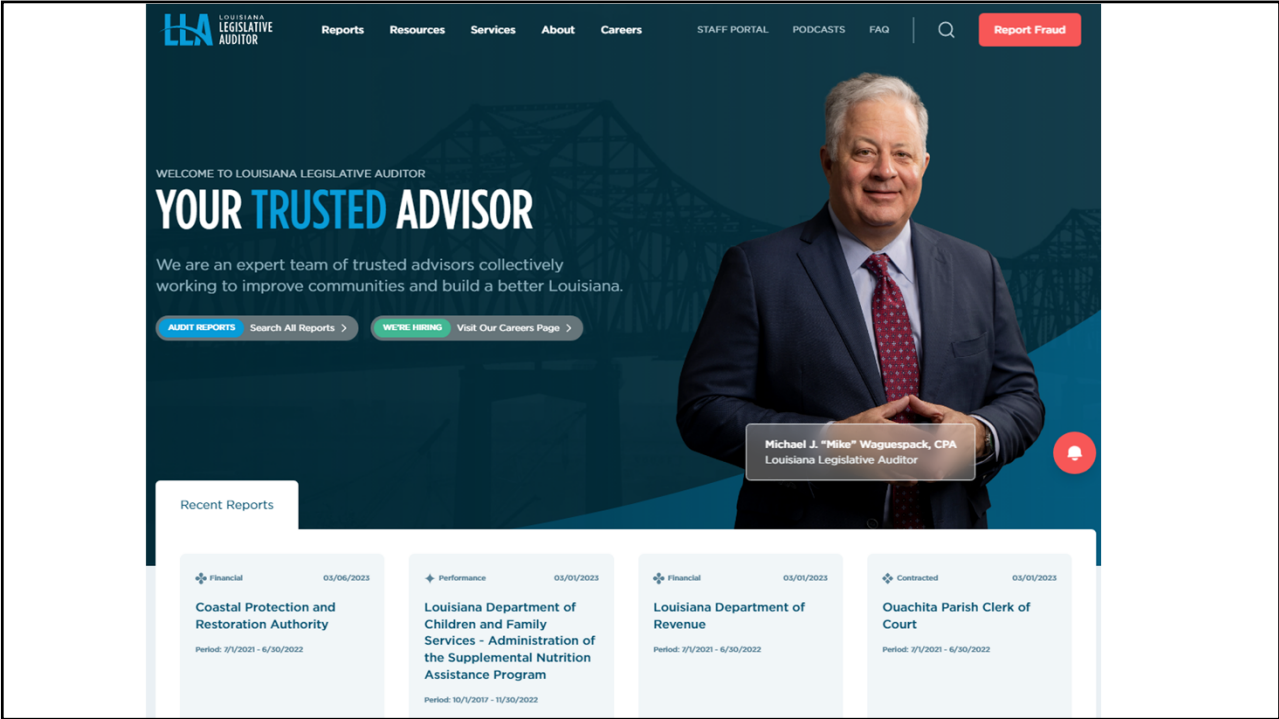 LLA
LOUISIANA
LEGISLATIVE
AUDITOR
Reports Resources Services About Careers STAFF PORTAL PODCASTS FAQ Report Fraud
WELCOME TO LOUISIANA LEGISLATIVE AUDITOR
YOUR TRUSTED ADVISOR
We are an expert team of trusted advisors collectively
working to improve communities and build a better Louisiana.
AUDIT REPORTS Search All Reports > WE'RE HIRING Visit Our Careers Page >
Michael J. "Mike" Waguespack, CPA
Louisiana Legislative Auditor
Recent Reports
Financial 03/06/2023
Coastal Protection and
Restoration Authority
Period: 7/1/2021 - 6/30/2022
Performance 03/01/2023
Louisiana Department of
Children and Family
Services - Administration of
the Supplemental Nutrition
Assistance Program
Period: 10/1/2017 - 11/30/2022
Financial 03/01/2023
Louisiana Department of
Revenue
Period: 7/1/2021 - 6/30/2022
Contracted 03/01/2023
Ouachita Parish Clerk of
Court
Period: 7/1/2021 - 6/30/2022